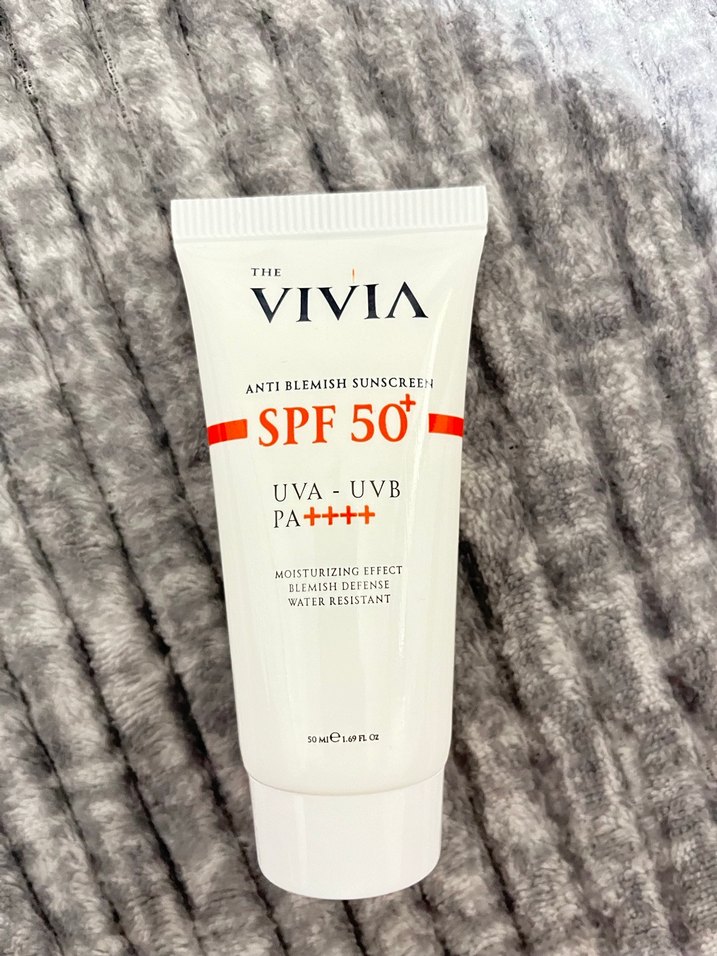 THE
VIVIA
ANTI BLEMISH SUNSCREEN
SPF 50+
UVA - UVB
PA++++
MOISTURIZING EFFECT
BLEMISH DEFENSE
WATER RESISTANT
50 Ml ℮ 1.69 FL Oz